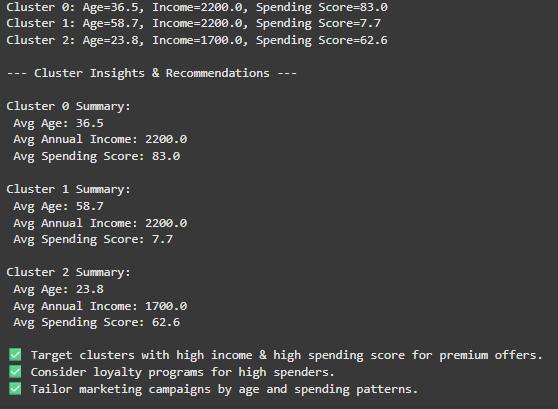 Cluster 0: Age=36.5, Income=2200.0, Spending Score=83.0
Cluster 1: Age=58.7, Income=2200.0, Spending Score=7.7
Cluster 2: Age=23.8, Income=1700.0, Spending Score=62.6
--- Cluster Insights & Recommendations ---
Cluster 0 Summary:
Avg Age: 36.5
Avg Annual Income: 2200.0
Avg Spending Score: 83.0
Cluster 1 Summary:
Avg Age: 58.7
Avg Annual Income: 2200.0
Avg Spending Score: 7.7
Cluster 2 Summary:
Avg Age: 23.8
Avg Annual Income: 1700.0
Avg Spending Score: 62.6
✅ Target clusters with high income & high spending score for premium offers.
✅ Consider loyalty programs for high spenders.
✅ Tailor marketing campaigns by age and spending patterns.